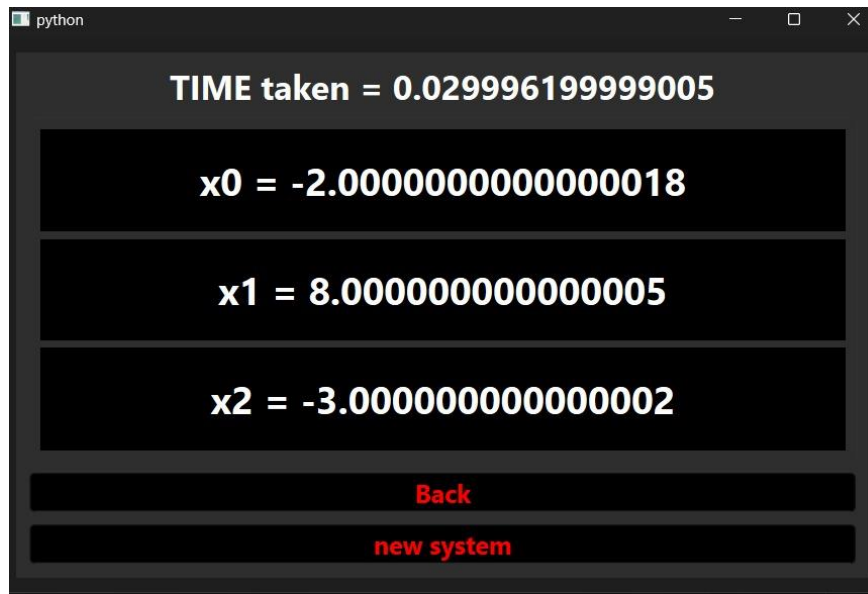 python
TIME taken = 0.029996199999005
x0 = -2.0000000000000018
x1 = 8.000000000000005
x2 = -3.000000000000002
Back
new system